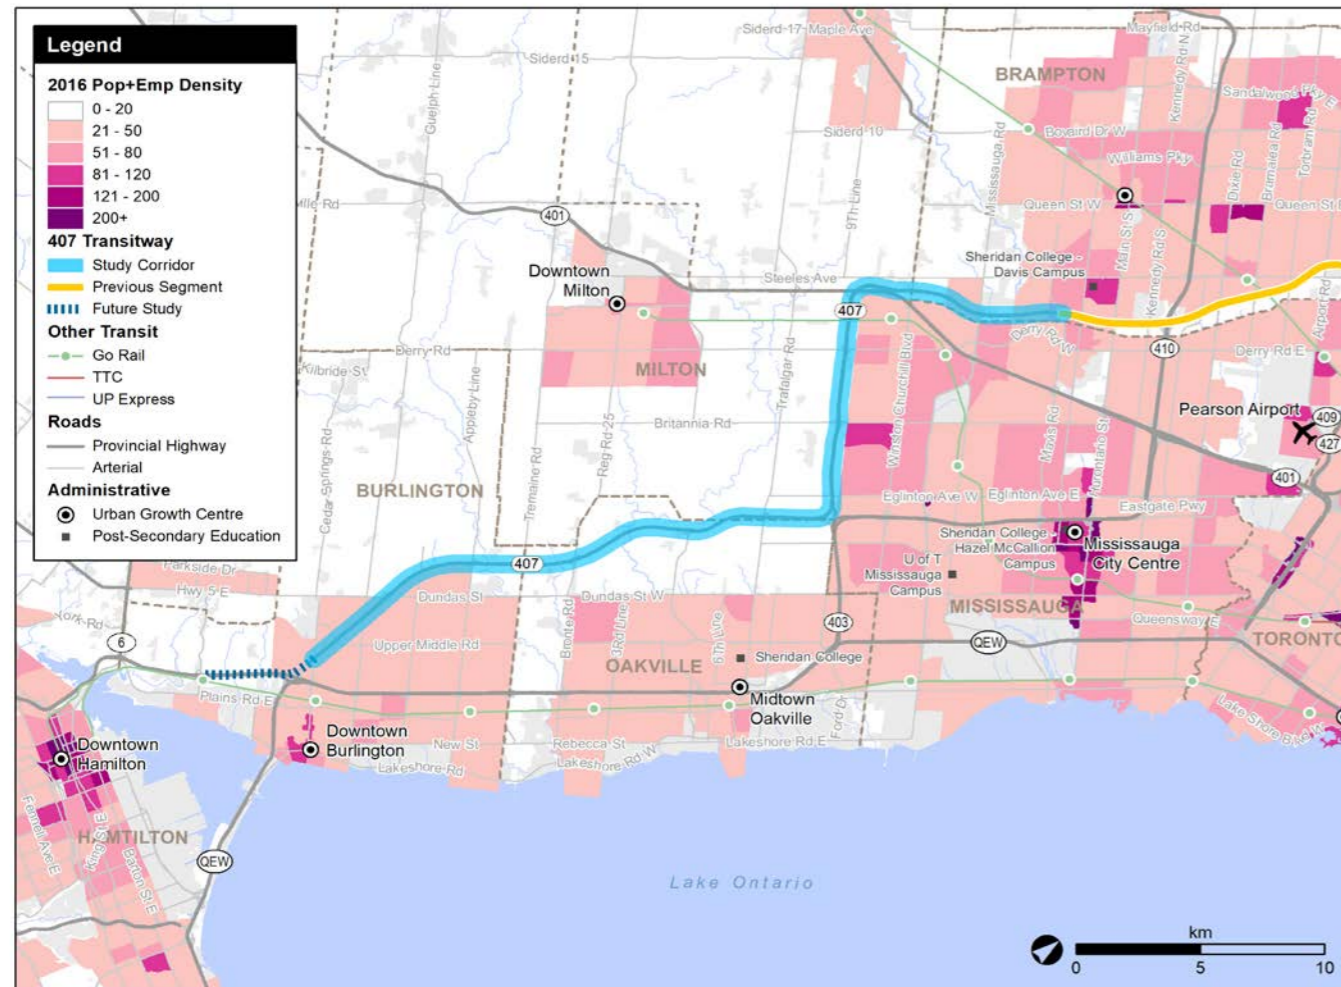 Legend
2016 Pop+Emp Density
0 - 20
21 - 50
51 - 80
81 - 120
121 - 200
200+
407 Transitway
Study Corridor
Previous Segment
Future Study
Other Transit
Go Rail
TTC
UP Express
Roads
Provincial Highway
Arterial
Administrative
Urban Growth Centre
Post-Secondary Education
Siderd 17
Maple Ave
Mayfield Rd
Siderd 15
BRAMPTON
Kennedy Rd N
Sandalwood Pky E
Guelph Line
Mississauga Rd
Siderd 10
Bovaird Dr W
Williams Pky
Dixie Rd
Bramalea Rd
Torbram Rd
9Th Line
Queen St W
Queen St E
401
Main St S
Kennedy Rd S
Sheridan College -
Davis Campus
Downtown
Milton
Steeles Ave
Airport Rd
407
Derry Rd W
410
Derry Rd E
Derry Rd
Kilbride St
MILTON
Trafalgar Rd
Winston Churchill Blvd
Appleby Line
Britannia Rd
Pearson Airport
409
427
Mavis Rd
Hurontario St
Reg Rd 25
Tremaine Rd
Cedar Springs Rd
401
BURLINGTON
Eglinton Ave W
Eglinton Ave E
Eastgate Pwy
Sheridan College -
Hazel McCallion
Campus
Mississauga
City Centre
407
U of T
Mississauga
Campus
Parkside Dr
Hwy 5 E
Dundas St
Dundas St W
MISSISSAUGA
York Rd
6
Bronte Rd
3Rd Line
6Th Line
403
Queensway
QEW
TORONTO
Upper Middle Rd
OAKVILLE
Sheridan College
Plains Rd E
Midtown
Oakville
Ford Dr
Lake Shore B
Downtown
Hamilton
Downtown
Burlington
New St
Rebecca St
Lakeshore Rd E
Lakeshore Rd
Lakeshore Rd W
Fennell Ave E
King St E
Barton St E
HAMTILTON
QEW
Lake Ontario
km
0
5
10